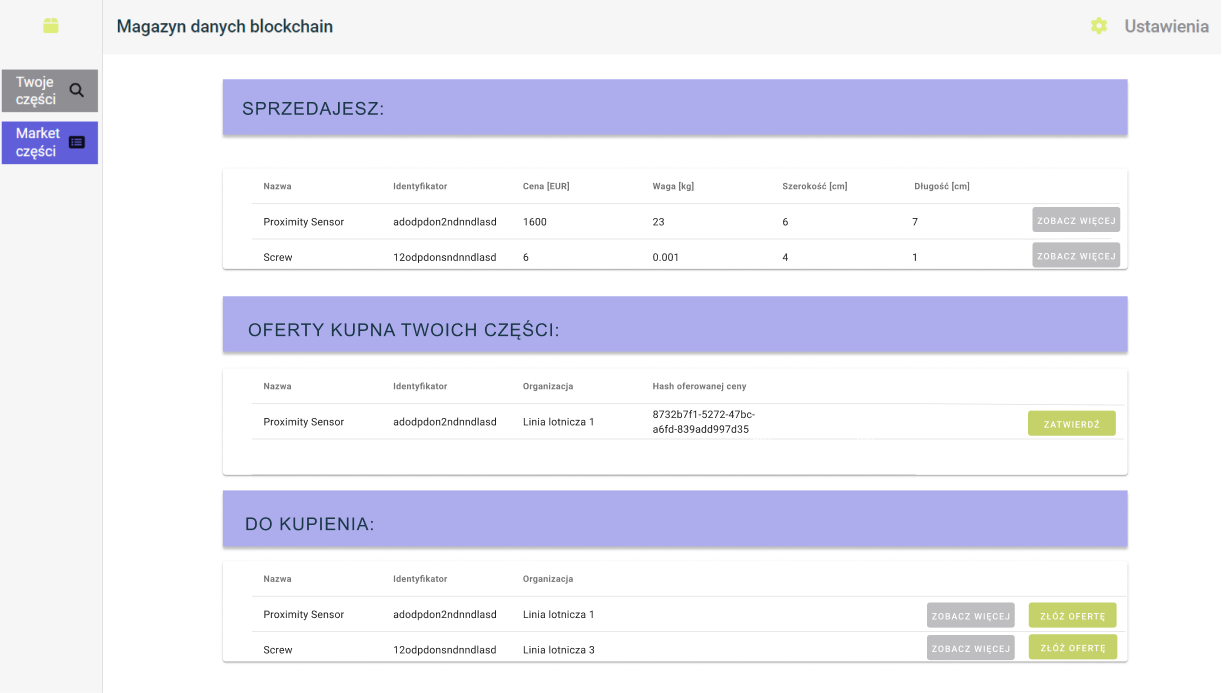 Magazyn danych blockchain
Ustawienia
Twoje
części
Market
części
SPRZEDAJESZ:
Nazwa Identyfikator Cena [EUR] Waga [kg] Szerokość [cm] Długość [cm]
Proximity Sensor adodpdon2ndnndlasd 1600 23 6 7 ZOBACZ WIĘCEJ
Screw 12odpdonsndnndlasd 6 0.001 4 1 ZOBACZ WIĘCEJ
OFERTY KUPNA TWOICH CZĘŚCI:
Nazwa Identyfikator Organizacja Hash oferowanej ceny
Proximity Sensor adodpdon2ndnndlasd Linia lotnicza 1 8732b7f1-5272-47bc-
a6fd-839add997d35
ZATWIERDŹ
DO KUPIENIA:
Nazwa Identyfikator Organizacja
Proximity Sensor adodpdon2ndnndlasd Linia lotnicza 1 ZOBACZ WIĘCEJ ZŁÓŻ OFERTĘ
Screw 12odpdonsndnndlasd Linia lotnicza 3 ZOBACZ WIĘCEJ ZŁÓŻ OFERTĘ